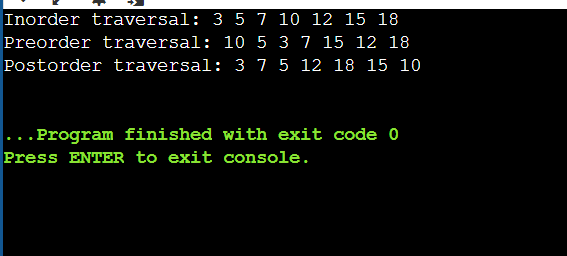 Inorder traversal: 3 5 7 10 12 15 18
Preorder traversal: 10 5 3 7 15 12 18
Postorder traversal: 3 7 5 12 18 15 10
...Program finished with exit code 0
Press ENTER to exit console.